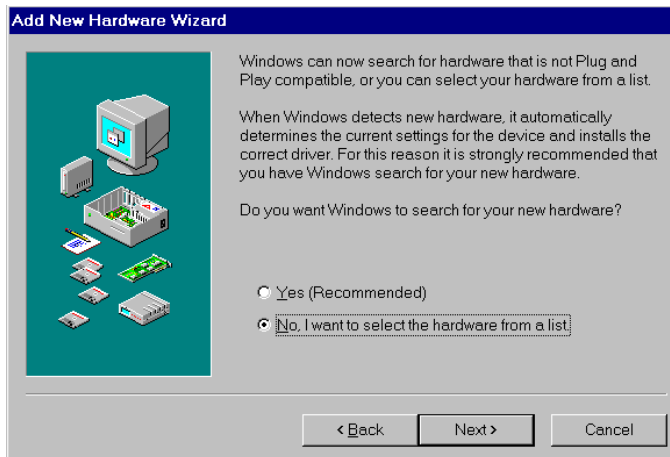 Add New Hardware Wizard
Windows can now search for hardware that is not Plug and
Play compatible, or you can select your hardware from a list.
When Windows detects new hardware, it automatically
determines the current settings for the device and installs the
correct driver. For this reason it is strongly recommended that
you have Windows search for your new hardware.
Do you want Windows to search for your new hardware?
Yes (Recommended)
No, I want to select the hardware from a list.
< Back
Next >
Cancel